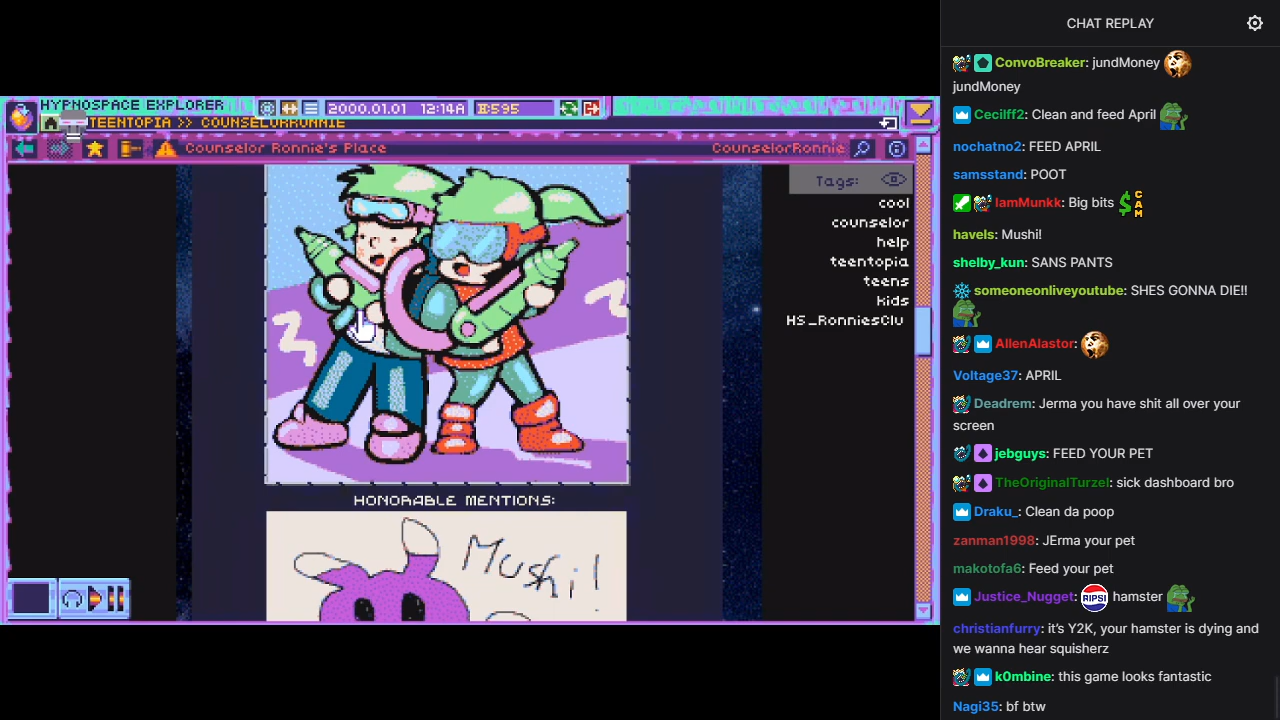 HYPNOSPACE EXPLORER
2000.01.01 12:14A
595
TEENTOPIA >> COUNSELORRONNIE
Counselor Ronnie's Place
CounselorRonnie
Tags:
cool
counselor
help
teentopia
teens
kids
HS_RonniesClu
HONORABLE MENTIONS:
Mushi!
CHAT REPLAY
ConvoBreaker: jundMoney
jundMoney
Cecilff2: Clean and feed April
nochatno2: FEED APRIL
samsstand: POOT
IamMunkk: Big bits $ CAM
havels: Mushi!
shelby_kun: SANS PANTS
someoneonliveyoutube: SHES GONNA DIE!!
AllenAlastor:
Voltage37: APRIL
Deadrem: Jerma you have shit all over your
screen
jebguys: FEED YOUR PET
TheOriginalTurzel: sick dashboard bro
Draku_: Clean da poop
zanman1998: JErma your pet
makotofa6: Feed your pet
Justice_Nugget: RIPSI hamster
christianfurry: it's Y2K, your hamster is dying and
we wanna hear squisherz
k0mbine: this game looks fantastic
Nagi35: bf btw